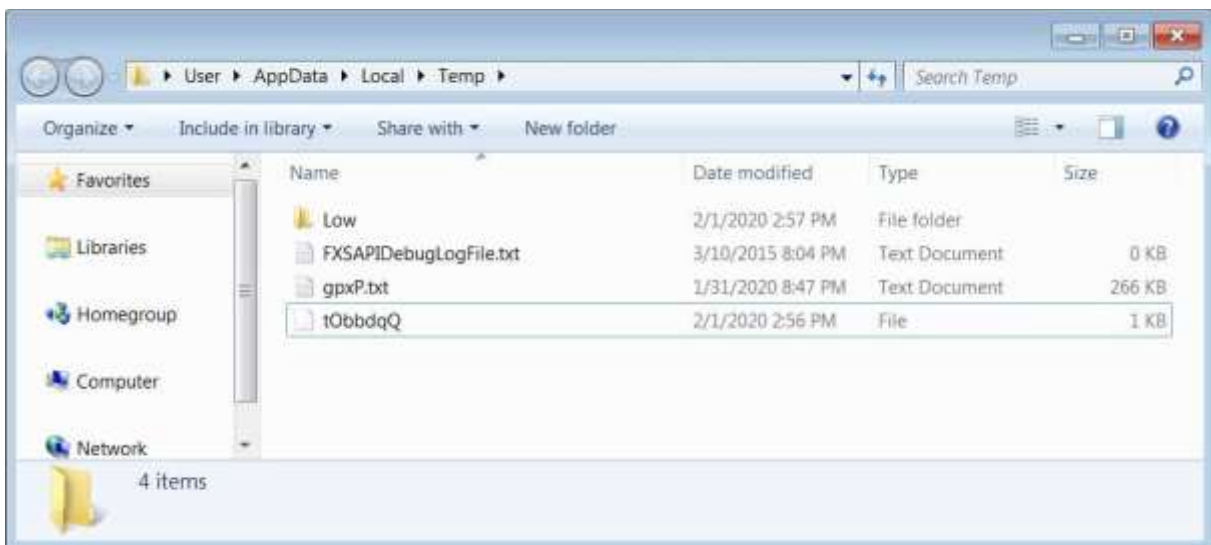 User AppData Local Temp Search Temp
Organize Include in library Share with New folder
Favorites
Libraries
Homegroup
Computer
Network
Name Date modified Type Size
Low 2/1/2020 2:57 PM File folder
FXSAPIDebugLogFile.txt 3/10/2015 8:04 PM Text Document 0 KB
gpxP.txt 1/31/2020 8:47 PM Text Document 266 KB
tObbdqQ 2/1/2020 2:56 PM File 1 KB
4 items